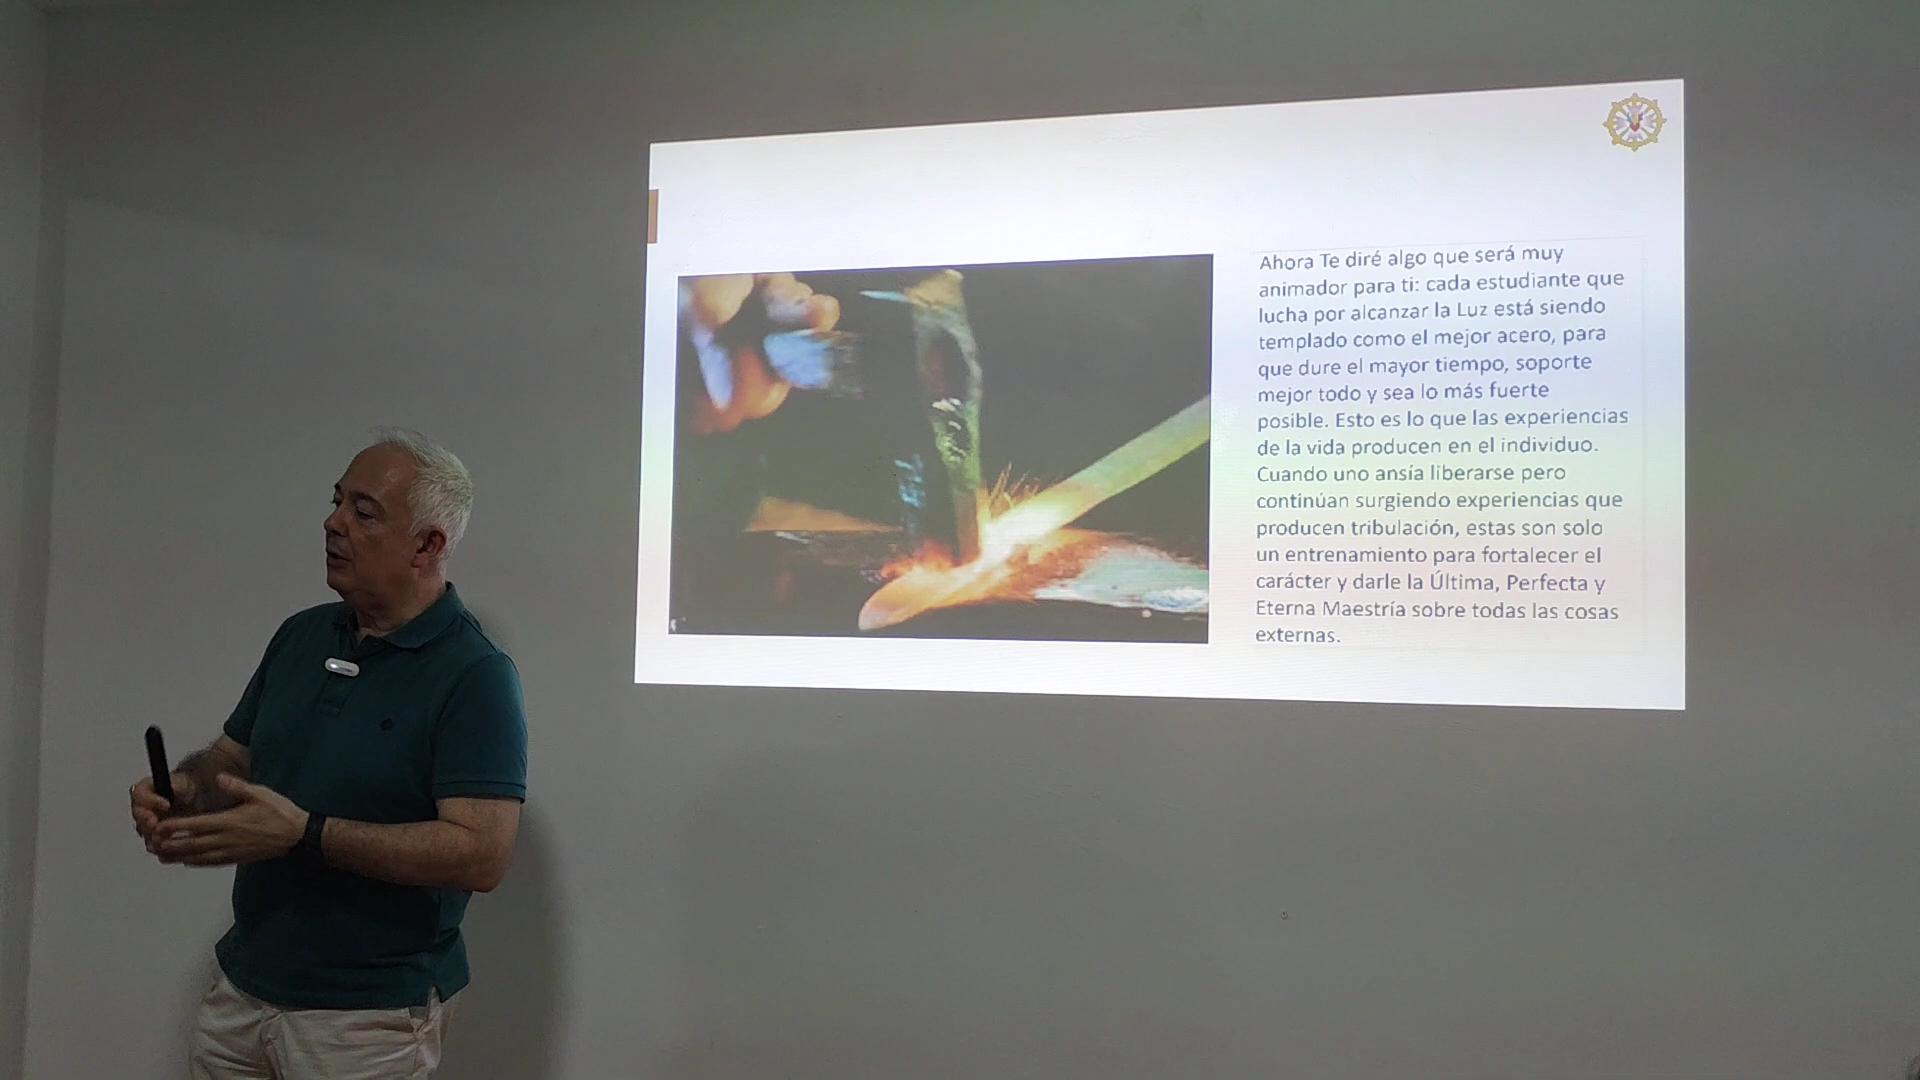 Ahora Te diré algo que será muy
animador para ti: cada estudiante que
lucha por alcanzar la Luz está siendo
templado como el mejor acero, para
que dure el mayor tiempo, soporte
mejor todo y sea lo más fuerte
posible. Esto es lo que las experiencias
de la vida producen en el individuo.
Cuando uno ansía liberarse pero
continúan surgiendo experiencias que
producen tribulación, estas son solo
un entrenamiento para fortalecer el
carácter y darle la Última, Perfecta y
Eterna Maestría sobre todas las cosas
externas.